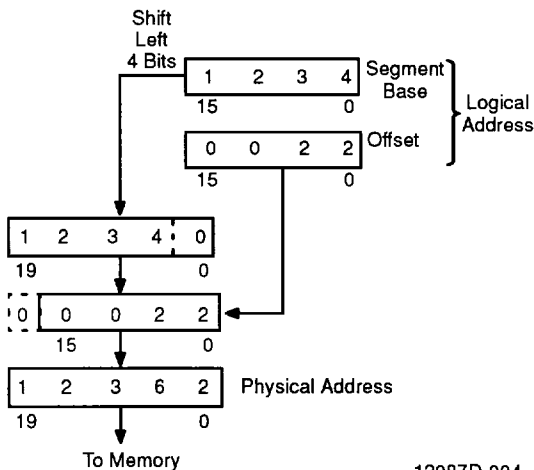 Shift
Left
4 Bits
1 2 3 4
Segment
Base
15 0
Logical
Address
0 0 2 2
Offset
15 0
1 2 3 4 0
19 0
0 0 0 2 2
15 0
1 2 3 6 2
Physical Address
19 0
To Memory